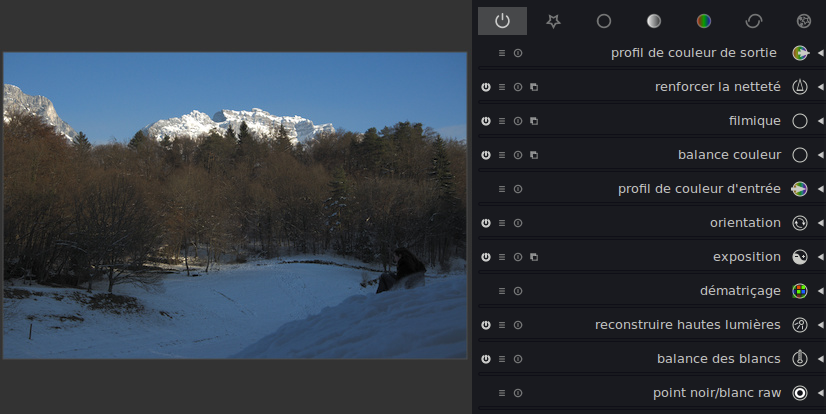 profil de couleur de sortie
renforcer la netteté
filmique
balance couleur
profil de couleur d'entrée
orientation
exposition
dématriçage
reconstruire hautes lumières
balance des blancs
point noir/blanc raw